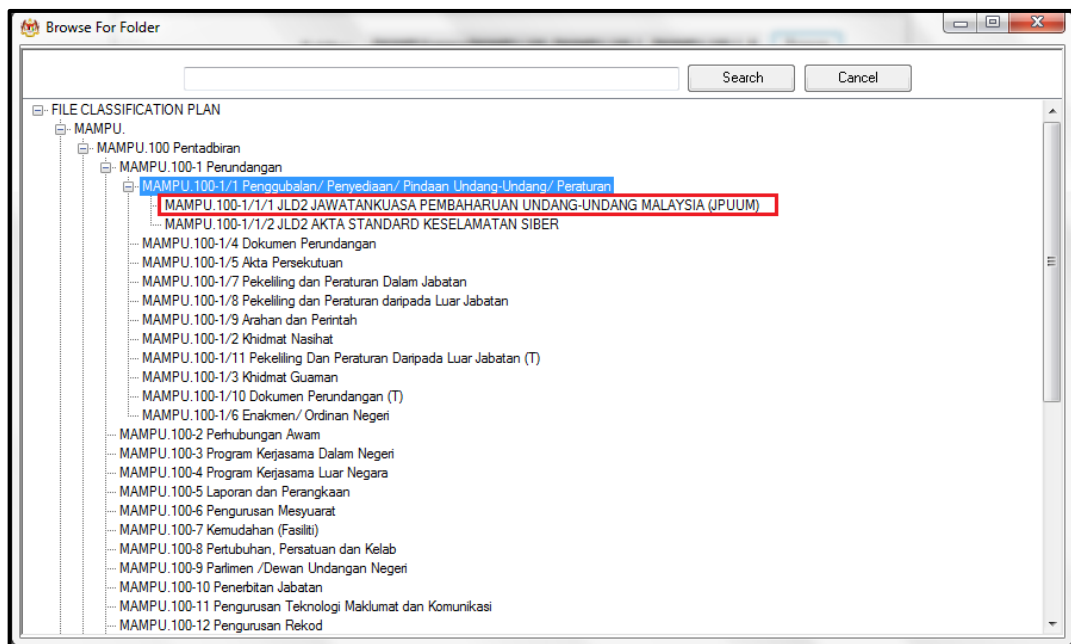 Browse For Folder
Search Cancel
FILE CLASSIFICATION PLAN
MAMPU.
MAMPU.100 Pentadbiran
MAMPU.100-1 Perundangan
MAMPU.100-1/1 Penggubalan/ Penyediaan/ Pindaan Undang-Undang/ Peraturan
MAMPU.100-1/1/1 JLD2 JAWATANKUASA PEMBAHARUAN UNDANG-UNDANG MALAYSIA (JPUUM)
MAMPU.100-1/1/2 JLD2 AKTA STANDARD KESELAMATAN SIBER
MAMPU.100-1/4 Dokumen Perundangan
MAMPU.100-1/5 Akta Persekutuan
MAMPU.100-1/7 Pekeliling dan Peraturan Dalam Jabatan
MAMPU.100-1/8 Pekeliling dan Peraturan daripada Luar Jabatan
MAMPU.100-1/9 Arahan dan Perintah
MAMPU.100-1/2 Khidmat Nasihat
MAMPU.100-1/11 Pekeliling Dan Peraturan Daripada Luar Jabatan (T)
MAMPU.100-1/3 Khidmat Guaman
MAMPU.100-1/10 Dokumen Perundangan (T)
MAMPU.100-1/6 Enakmen/ Ordinan Negeri
MAMPU.100-2 Perhubungan Awam
MAMPU.100-3 Program Kerjasama Dalam Negeri
MAMPU.100-4 Program Kerjasama Luar Negara
MAMPU.100-5 Laporan dan Perangkaan
MAMPU.100-6 Pengurusan Mesyuarat
MAMPU.100-7 Kemudahan (Fasiliti)
MAMPU.100-8 Pertubuhan, Persatuan dan Kelab
MAMPU.100-9 Parlimen /Dewan Undangan Negeri
MAMPU.100-10 Penerbitan Jabatan
MAMPU.100-11 Pengurusan Teknologi Maklumat dan Komunikasi
MAMPU.100-12 Pengurusan Rekod